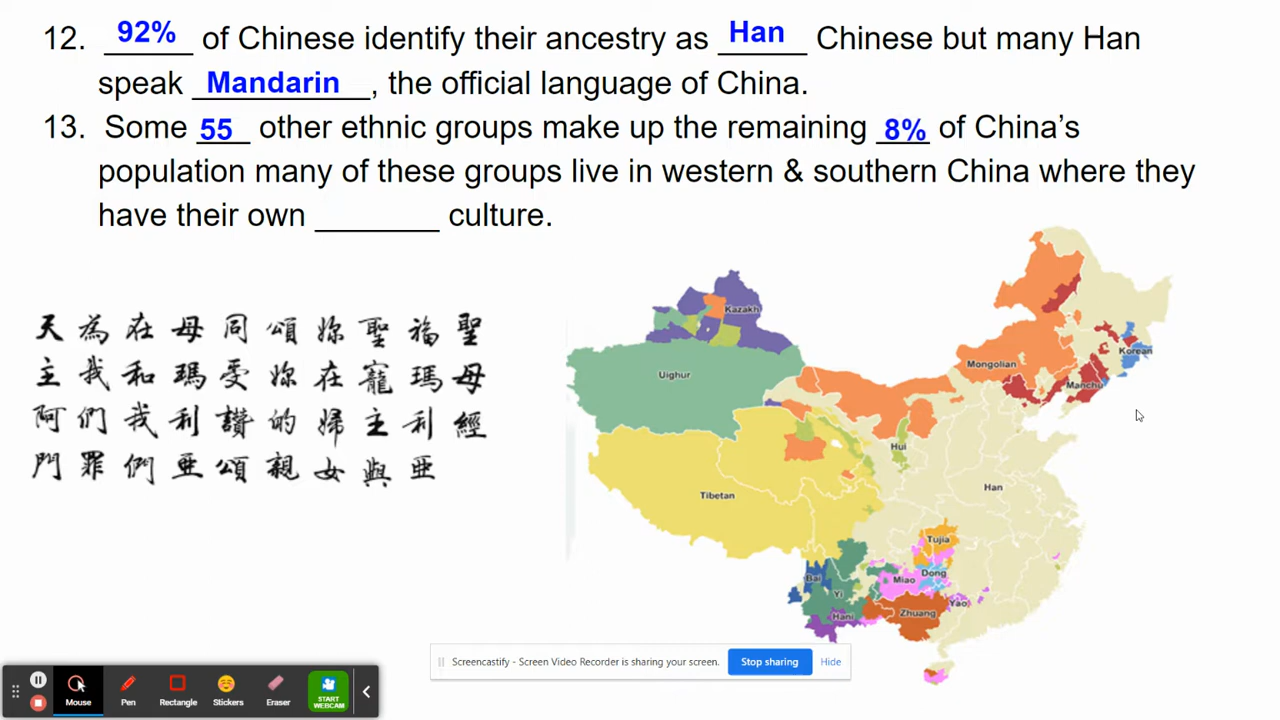 12. 92% of Chinese identify their ancestry as Han Chinese but many Han
speak Mandarin, the official language of China.
13. Some 55 other ethnic groups make up the remaining 8% of China's
population many of these groups live in western & southern China where they
have their own ________ culture.
聖母經
福瑪利亞
聖寵主與
妳在婦女
頌妳的親
同受讚頌
母瑪利亞
在和我們
為我們罪
天主阿門
Kazakh
Uighur
Tibetan
Mongolian
Korean
Manchu
Hui
Han
Tujia
Dong
Miao
Bai
Yi
Hani
Zhuang
Yao
Screencastify - Screen Video Recorder is sharing your screen.
Stop sharing
Hide
Mouse
Pen
Rectangle
Stickers
Eraser
START
WEBCAM